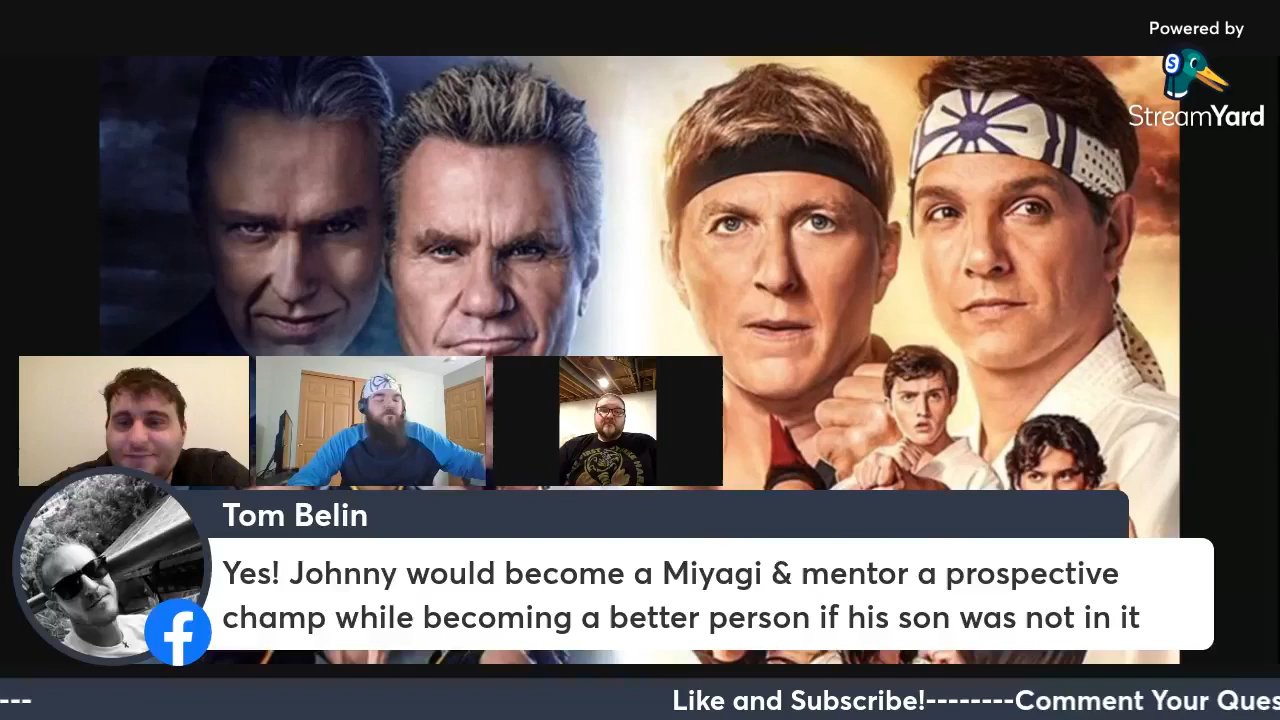 Powered by
S
StreamYard
Tom Belin
Yes! Johnny would become a Miyagi & mentor a prospective
champ while becoming a better person if his son was not in it
--- Like and Subscribe!--------Comment Your Ques